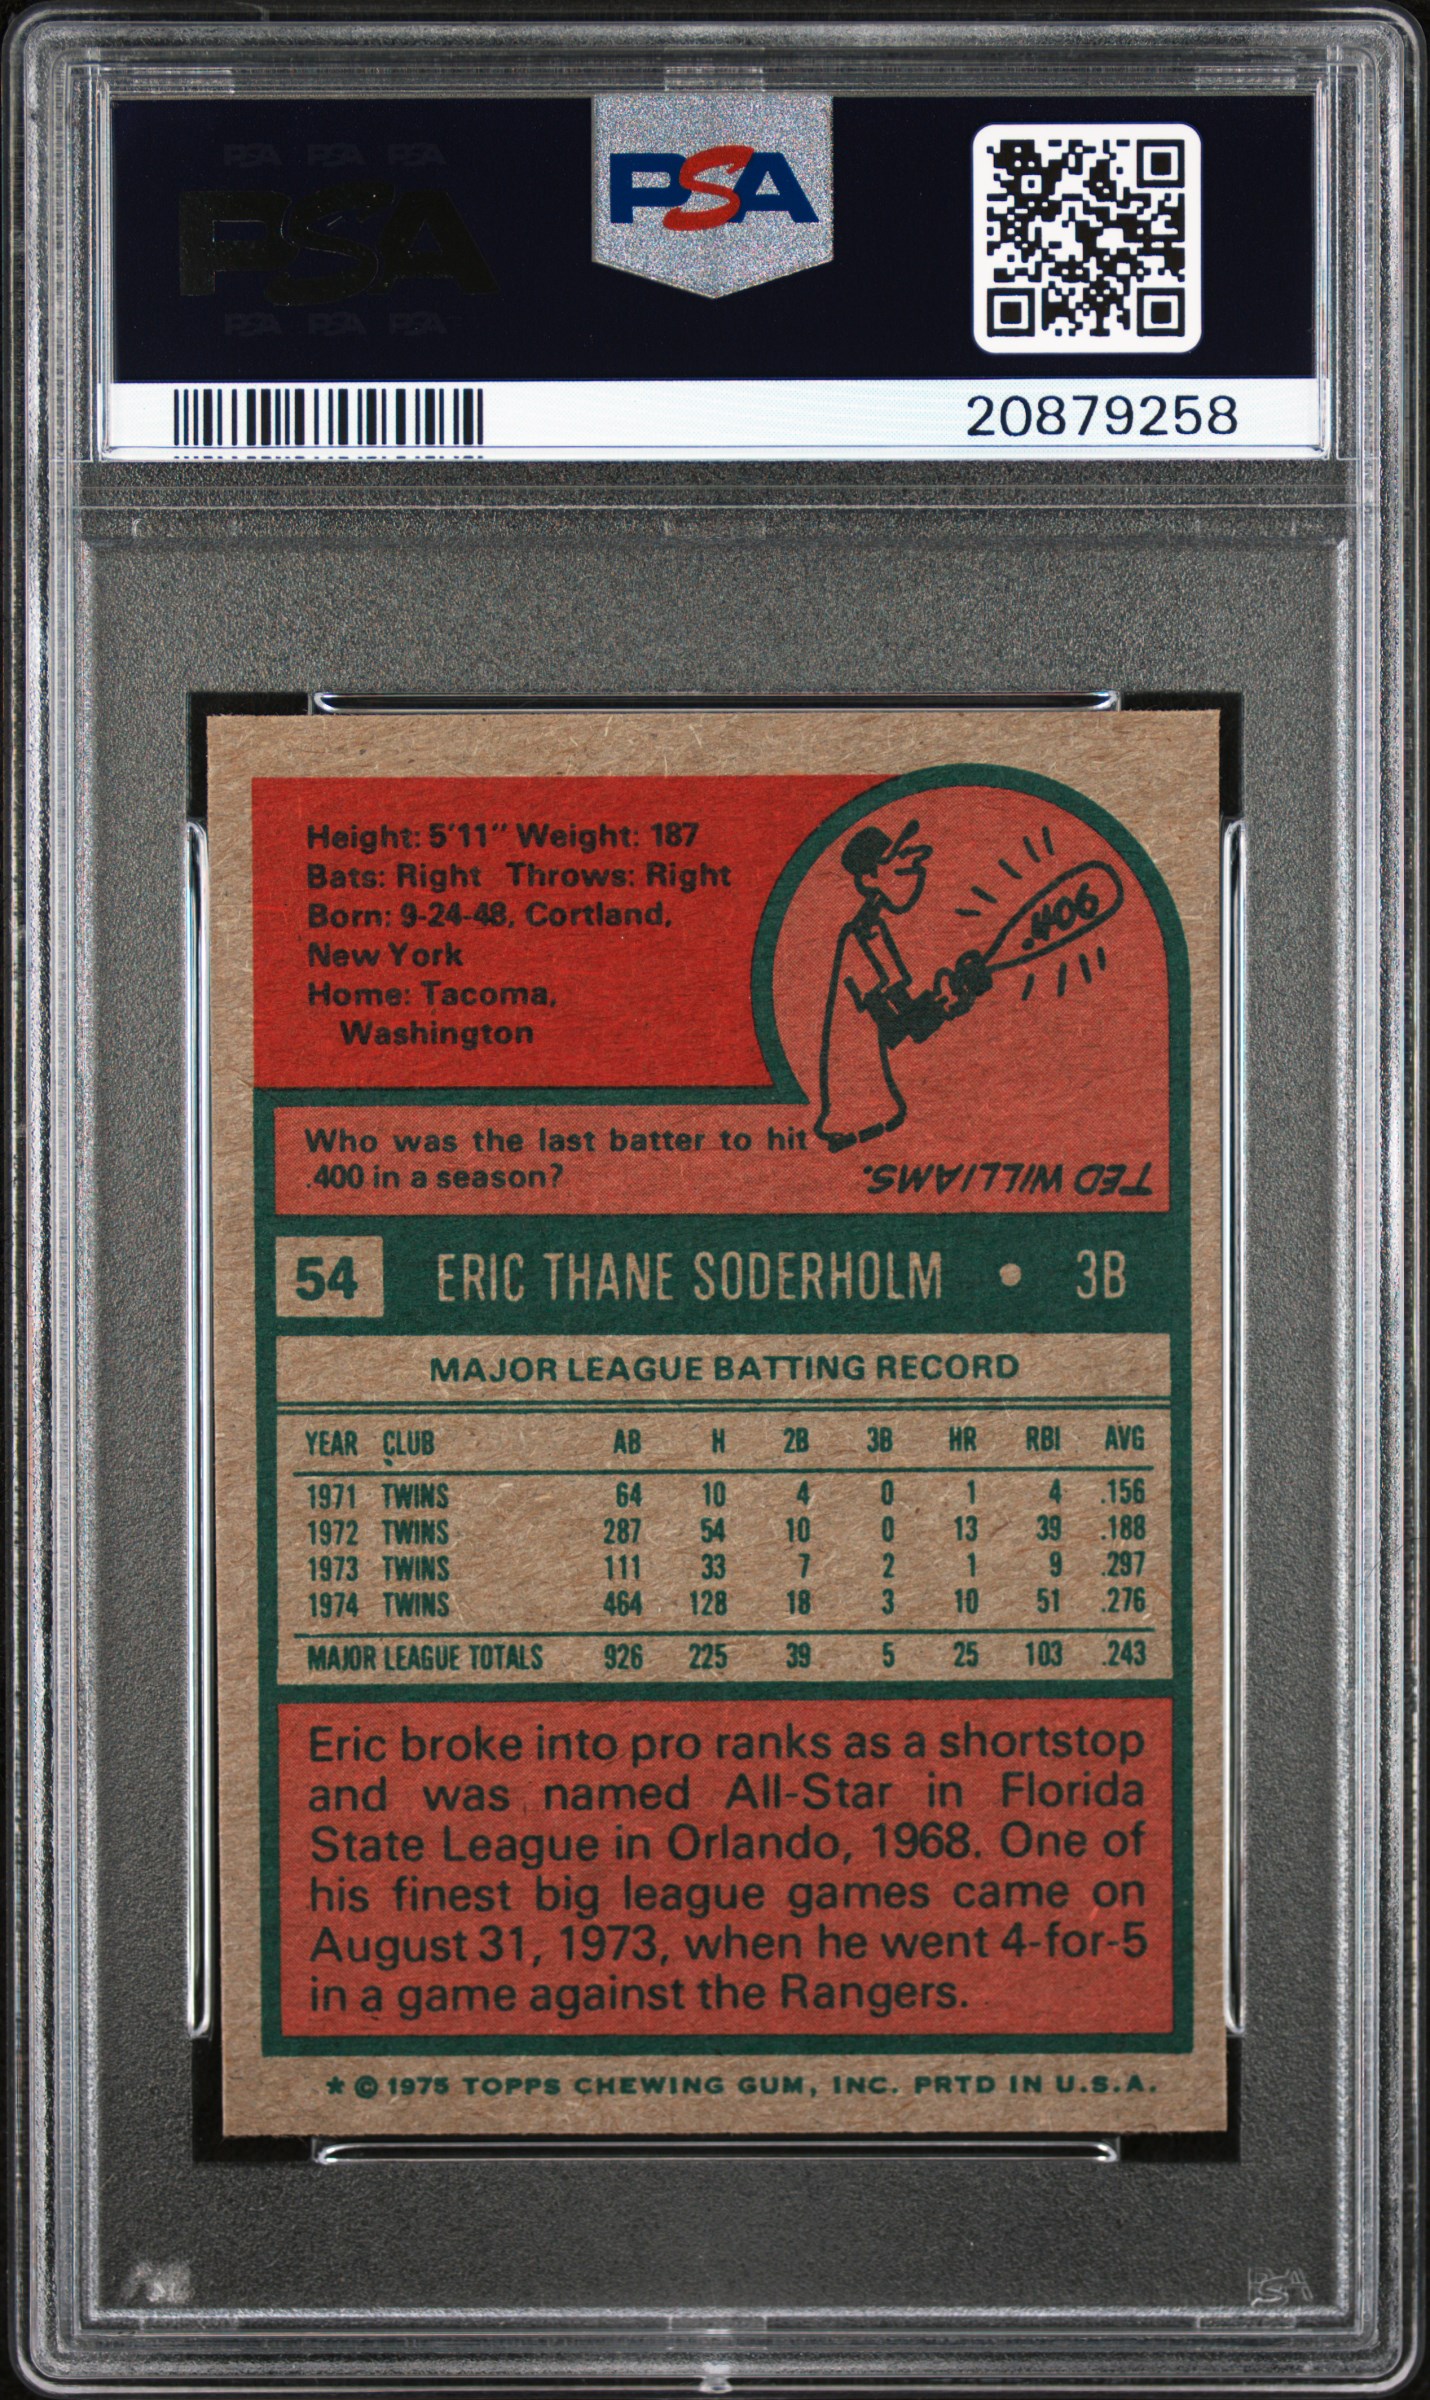 PSA PSA PSA
PSA
PSA PSA PSA
PSA
20879258
Height: 5'11" Weight: 187
Bats: Right Throws: Right
Born: 9-24-48, Cortland,
New York
Home: Tacoma,
Washington
.406
Who was the last batter to hit
.400 in a season?
TED WILLIAMS.
54 ERIC THANE SODERHOLM • 3B
MAJOR LEAGUE BATTING RECORD
YEAR CLUB AB H 2B 3B HR RBI AVG
1971 TWINS 64 10 4 0 1 4 .156
1972 TWINS 287 54 10 0 13 39 .188
1973 TWINS 111 33 7 2 1 9 .297
1974 TWINS 464 128 18 3 10 51 .276
MAJOR LEAGUE TOTALS 926 225 39 5 25 103 .243
Eric broke into pro ranks as a shortstop
and was named All-Star in Florida
State League in Orlando, 1968. One of
his finest big league games came on
August 31, 1973, when he went 4-for-5
in a game against the Rangers.
* © 1975 TOPPS CHEWING GUM, INC. PRTD IN U.S.A.
PSA